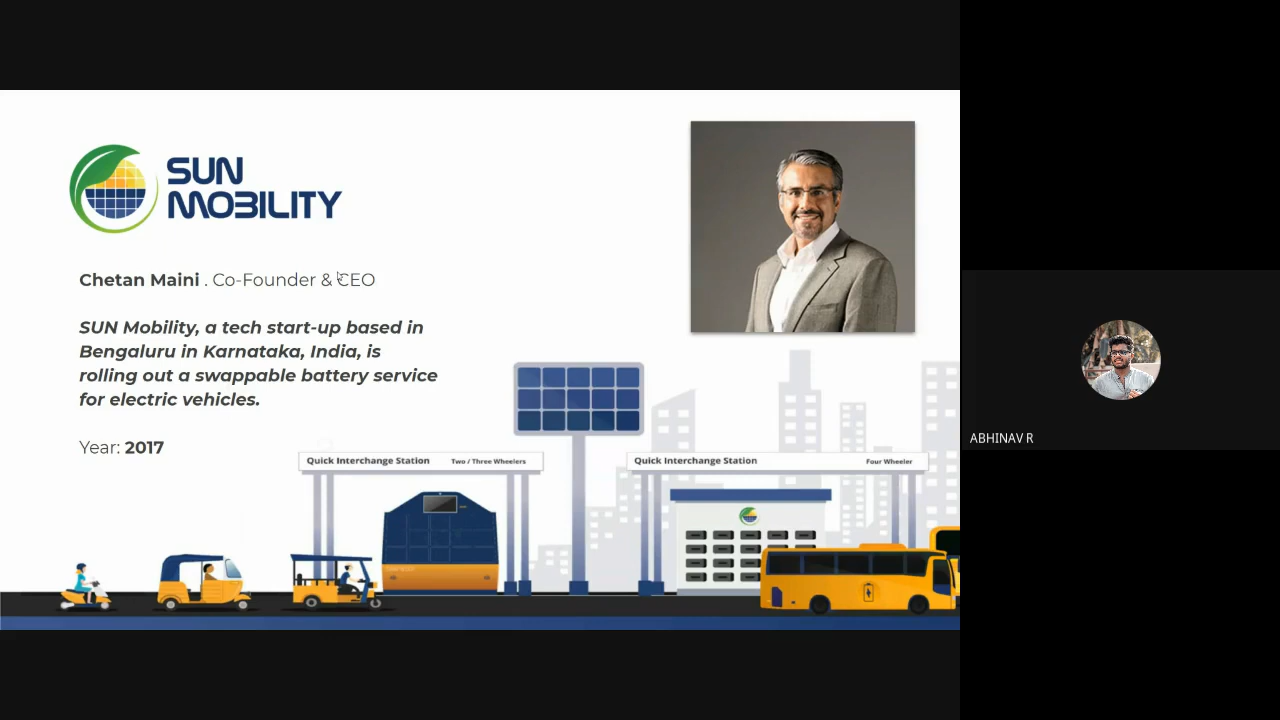 SUN
MOBILITY
Chetan Maini . Co-Founder & CEO
SUN Mobility, a tech start-up based in
Bengaluru in Karnataka, India, is
rolling out a swappable battery service
for electric vehicles.
Year: 2017
Quick Interchange Station Two / Three Wheelers
Quick Interchange Station Four Wheeler
ABHINAV R